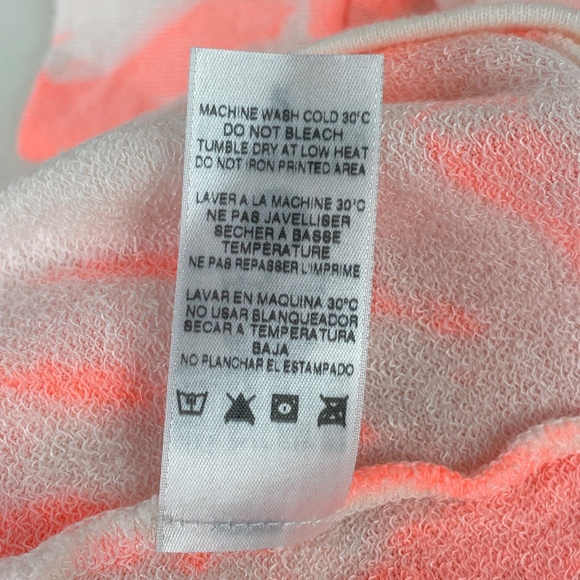 MACHINE WASH COLD 30°C
DO NOT BLEACH
TUMBLE DRY AT LOW HEAT
DO NOT IRON PRINTED AREA
LAVER A LA MACHINE 30°C
NE PAS JAVELLISER
SECHER A BASSE
TEMPERATURE
NE PAS REPASSER L'IMPRIME
LAVAR EN MAQUINA 30°C
NO USAR BLANQUEADOR
SECAR A TEMPERATURA
BAJA
NO PLANCHAR EL ESTAMPADO